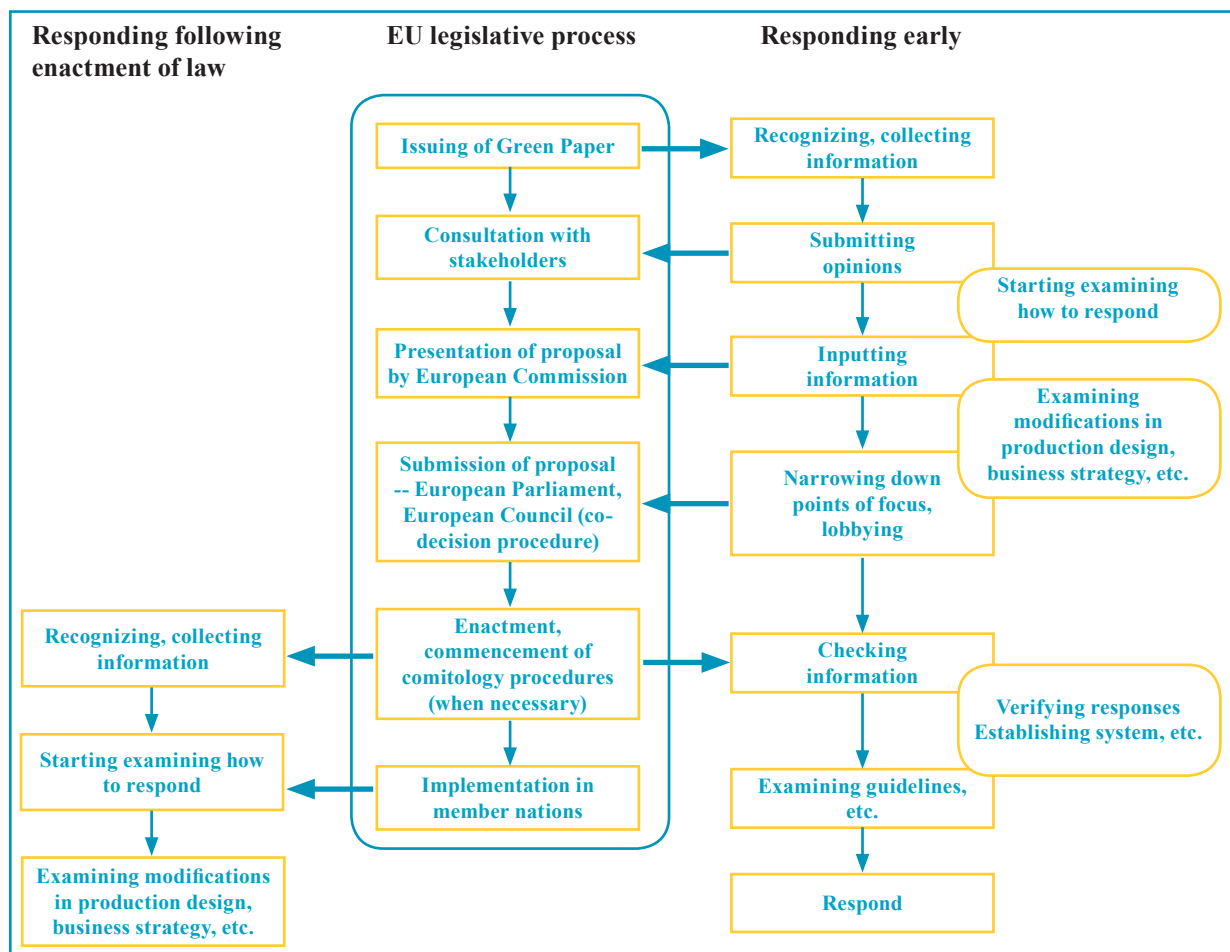 Responding following
enactment of law
EU legislative process
Responding early
Issuing of Green Paper
Recognizing, collecting
information
Consultation with
stakeholders
Submitting
opinions
Starting examining
how to respond
Presentation of proposal
by European Commission
Inputting
information
Examining
modifications in
production design,
business strategy, etc.
Submission of proposal
-- European Parliament,
European Council (co-
decision procedure)
Narrowing down
points of focus,
lobbying
Recognizing, collecting
information
Enactment,
commencement of
comitology procedures
(when necessary)
Checking
information
Verifying responses
Establishing system, etc.
Starting examining how
to respond
Implementation in
member nations
Examining guidelines,
etc.
Examining modifications
in production design,
business strategy, etc.
Respond